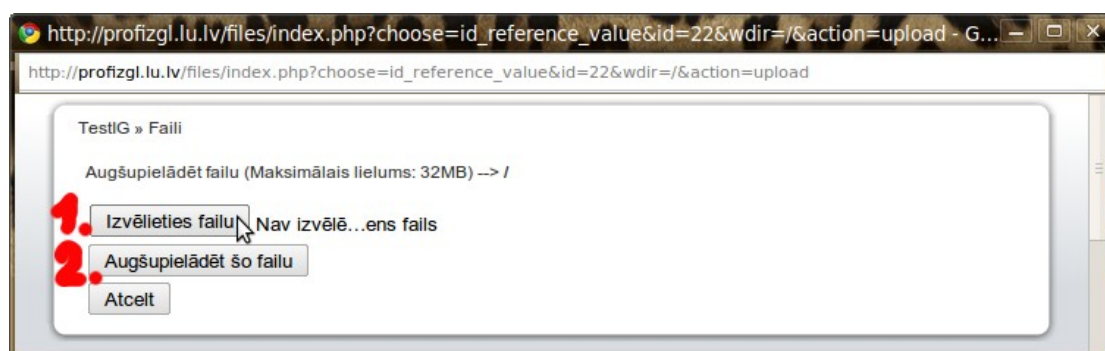 http://profizgl.lu.lv/files/index.php?choose=id_reference_value&id=22&wdir=/&action=upload - G...
http://profizgl.lu.lv/files/index.php?choose=id_reference_value&id=22&wdir=/&action=upload
TestIG » Faili
Augšupielādēt failu (Maksimālais lielums: 32MB) --> /
1. Izvēlieties failu Nav izvēlē…ens fails
2. Augšupielādēt šo failu
Atcelt